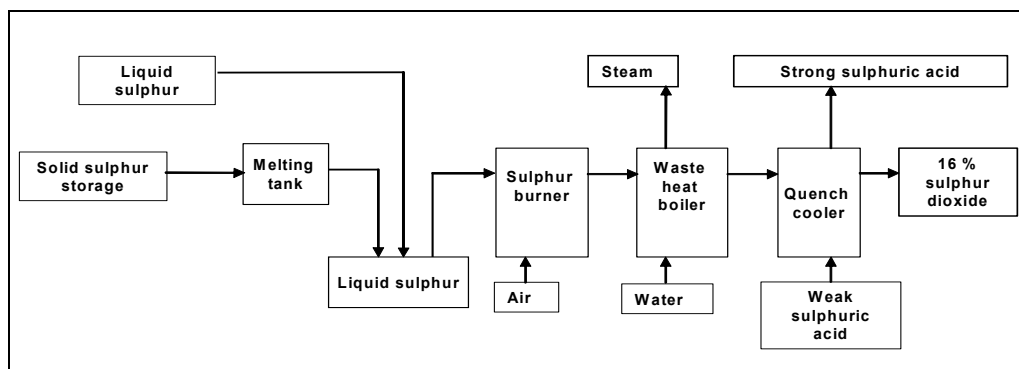 Liquid
sulphur
Steam
Strong sulphuric acid
Solid sulphur
storage
Melting
tank
Sulphur
burner
Waste
heat
boiler
Quench
cooler
16 %
sulphur
dioxide
Liquid sulphur
Air
Water
Weak
sulphuric
acid